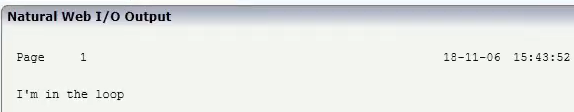 Natural Web I/O Output
Page     1     18-11-06  15:43:52
I'm in the loop